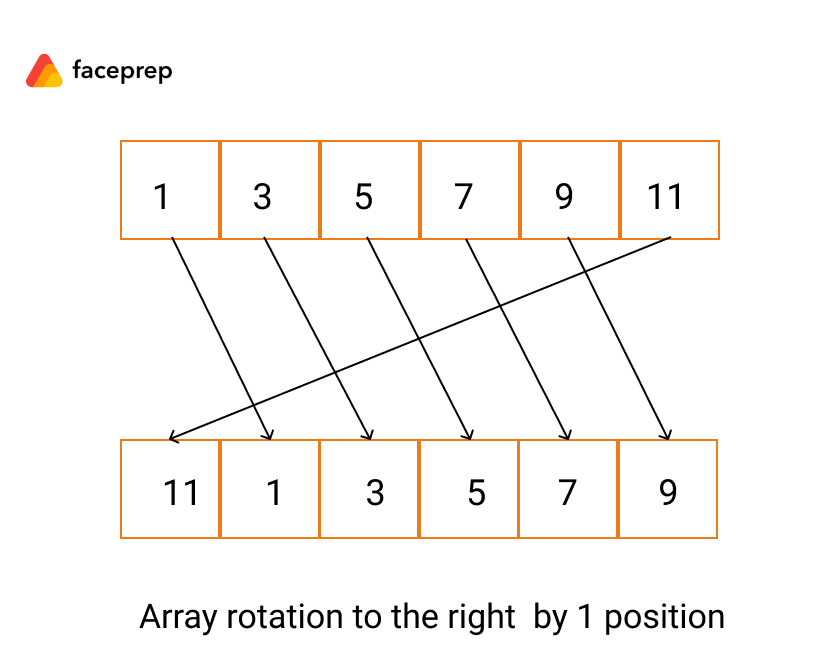 faceprep
1 3 5 7 9 11
11 1 3 5 7 9
Array rotation to the right by 1 position